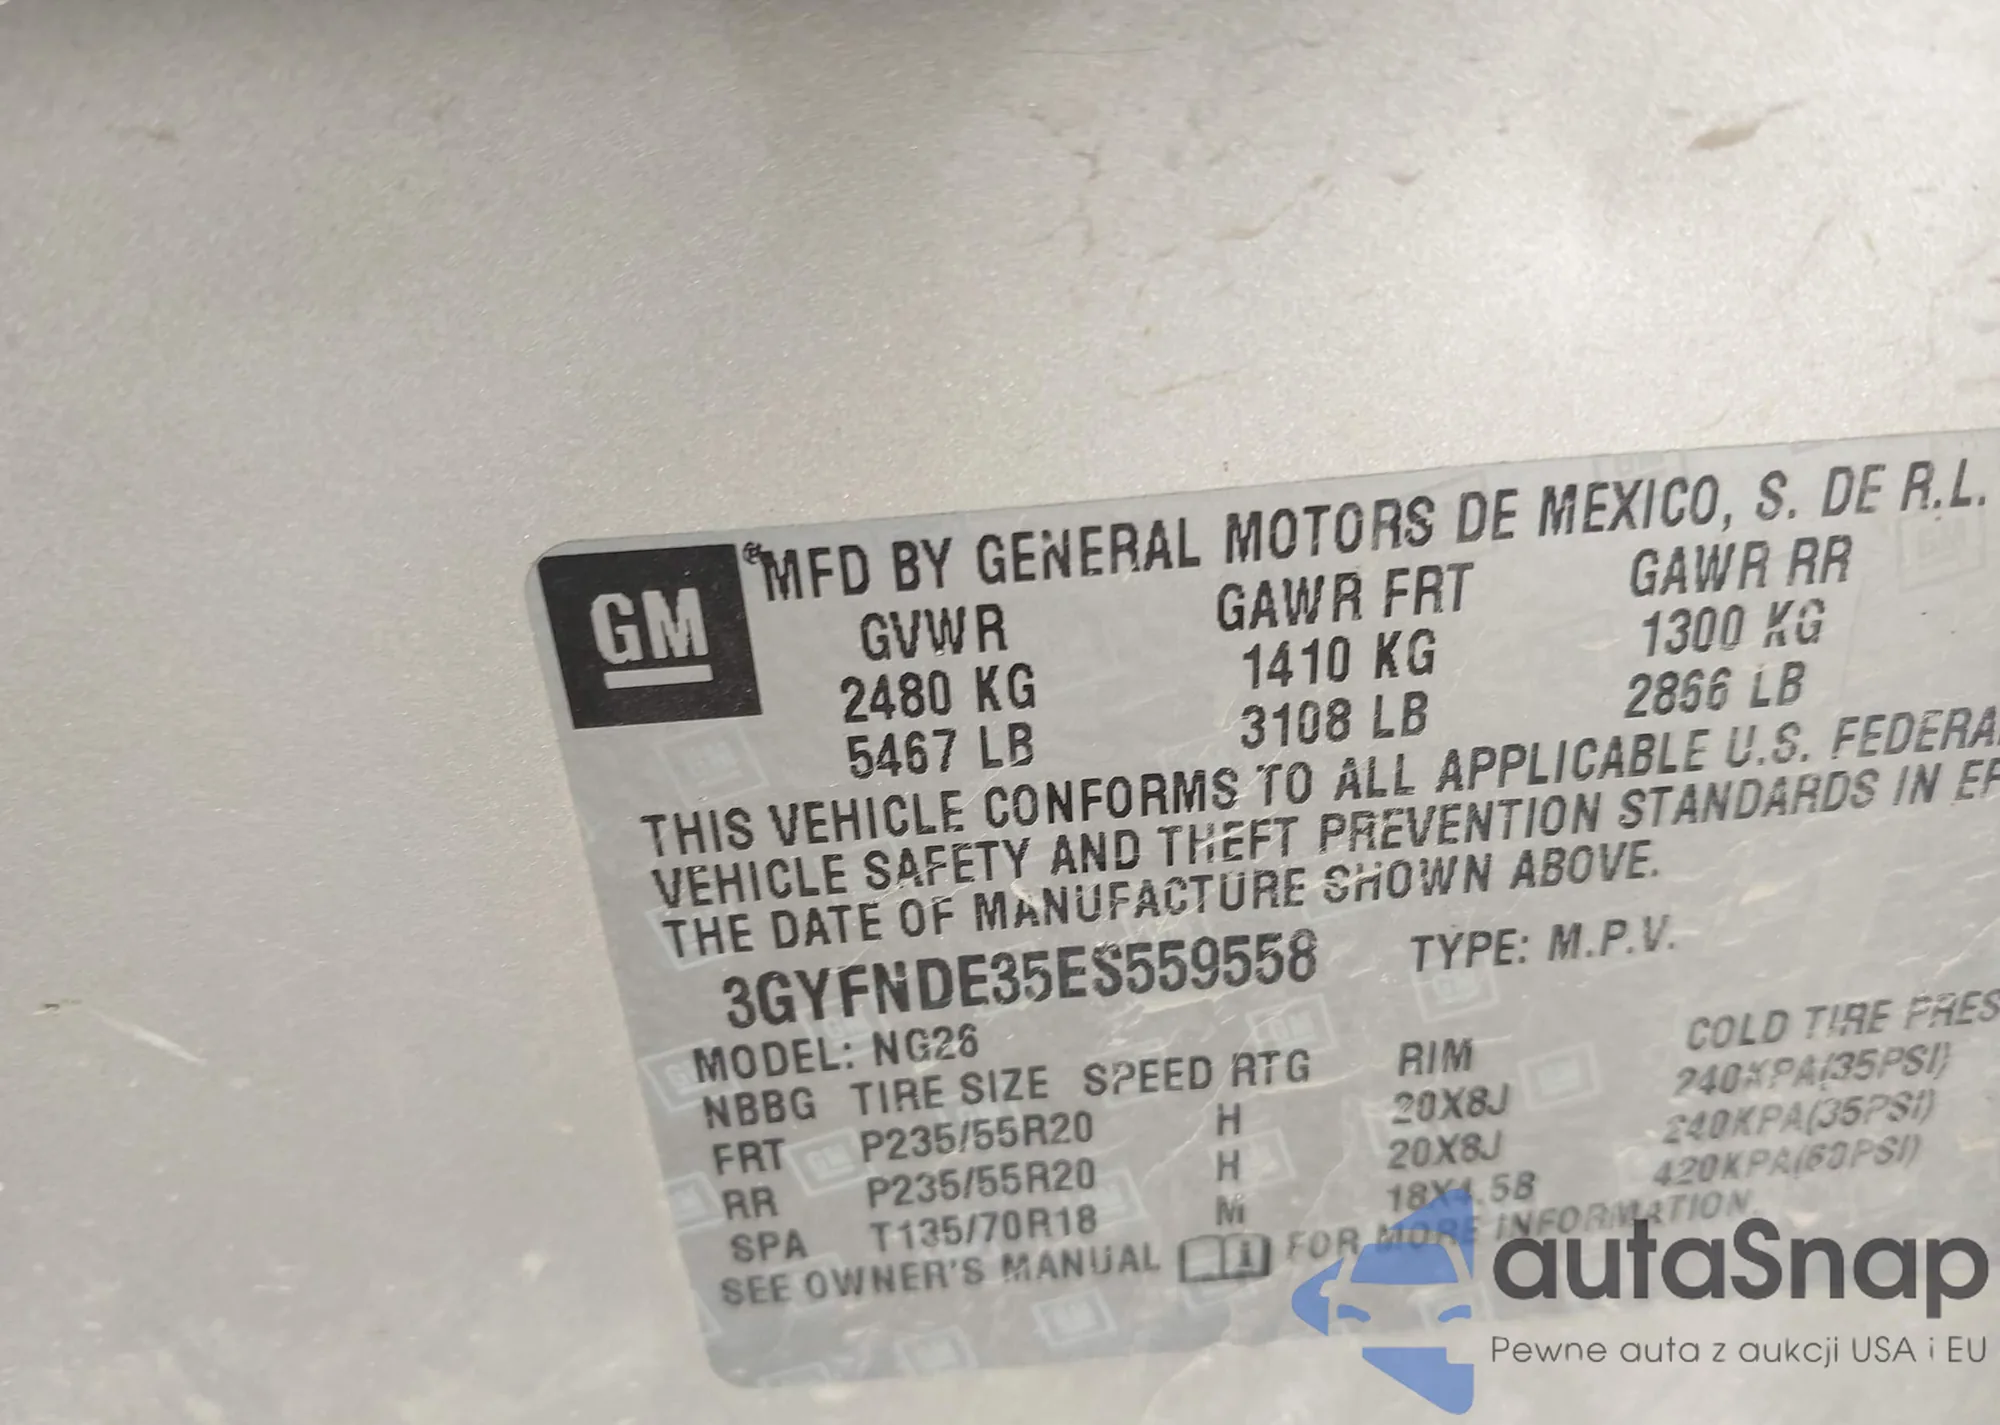 GM
® MFD BY GENERAL MOTORS DE MEXICO, S. DE R.L.
GVWR GAWR FRT GAWR RR
2480 KG 1410 KG 1300 KG
5467 LB 3108 LB 2866 LB
THIS VEHICLE CONFORMS TO ALL APPLICABLE U.S. FEDERA
VEHICLE SAFETY AND THEFT PREVENTION STANDARDS IN EF
THE DATE OF MANUFACTURE SHOWN ABOVE.
3GYFNDE35ES559558 TYPE: M.P.V.
MODEL: NG26
NBBG TIRE SIZE SPEED RTG RIM COLD TIRE PRES
FRT P235/55R20 H 20X8J 240KPA(35PSI)
RR P235/55R20 H 20X8J 240KPA(35PSI)
SPA T135/70R18 M 18X4.5B 420KPA(60PSI)
SEE OWNER'S MANUAL FOR MORE INFORMATION.
autaSnap
Pewne auta z aukcji USA i EU